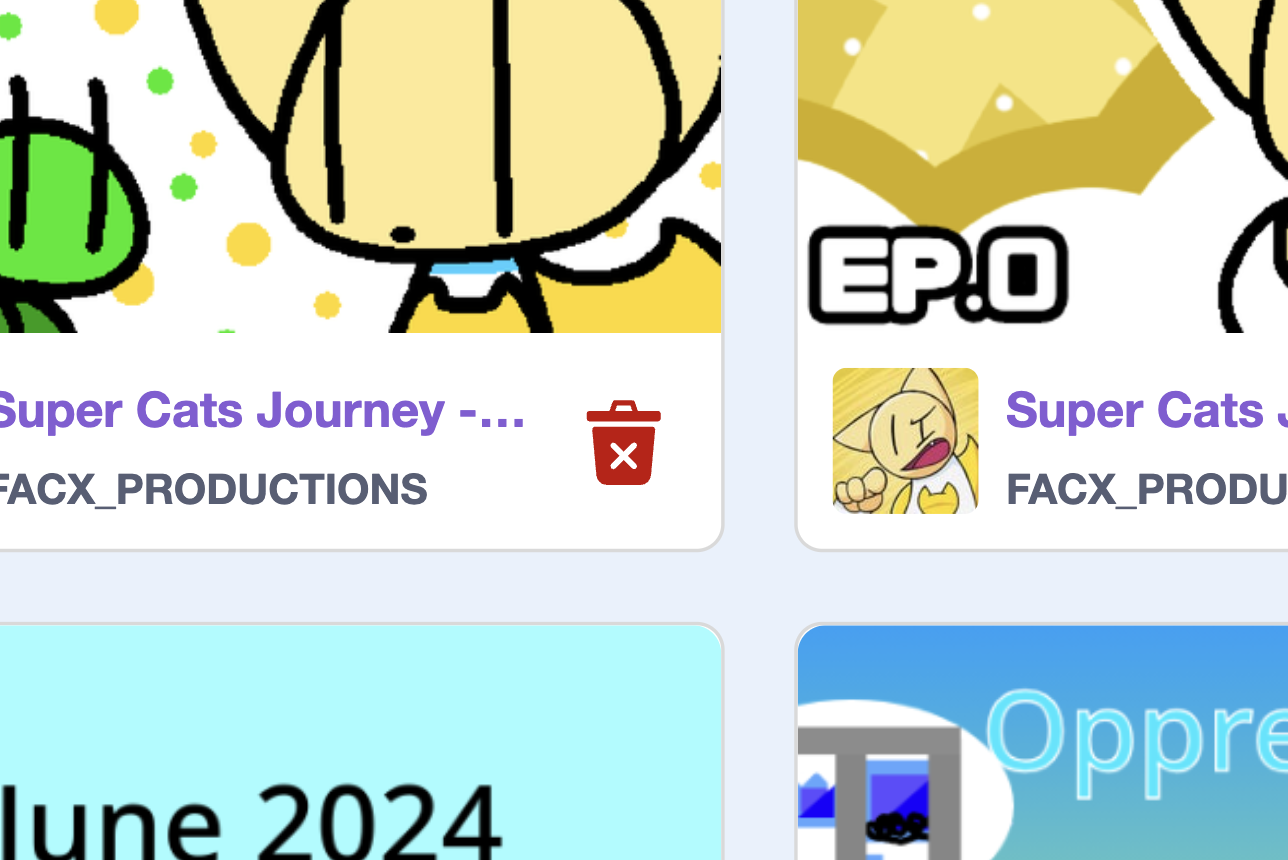 EP.0
Super Cats Journey -...
FACX_PRODUCTIONS
Super Cats
FACX_PRODU
June 2024
Oppre